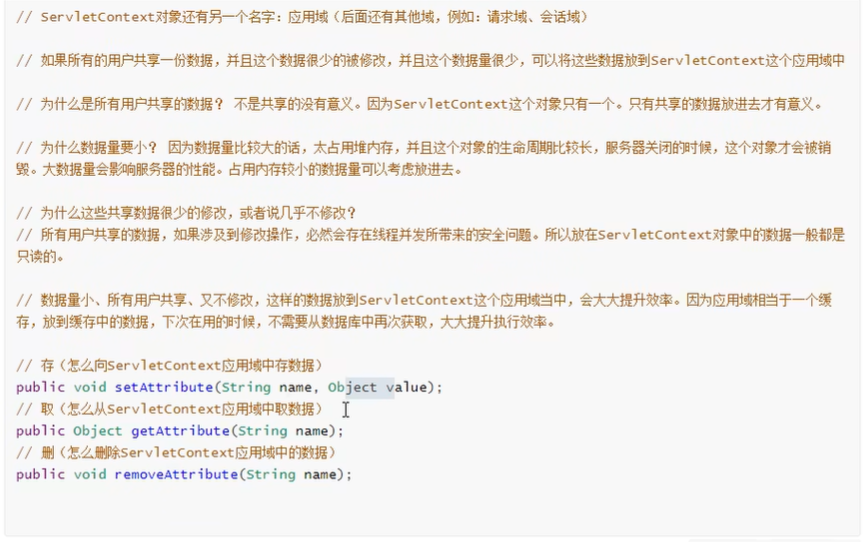 // ServletContext对象还有另一个名字：应用域（后面还有其他域，例如：请求域、会话域）
// 如果所有的用户共享一份数据，并且这个数据很少的被修改，并且这个数据量很少，可以将这些数据放到ServletContext这个应用域中
// 为什么是所有用户共享的数据？ 不是共享的没有意义。因为ServletContext这个对象只有一个。只有共享的数据放进去才有意义。
// 为什么数据量要小？ 因为数据量比较大的话，太占用堆内存，并且这个对象的生命周期比较长，服务器关闭的时候，这个对象才会被销
毁。大数据量会影响服务器的性能。占用内存较小的数据量可以考虑放进去。
// 为什么这些共享数据很少的修改，或者说几乎不修改？
// 所有用户共享的数据，如果涉及到修改操作，必然会存在线程并发所带来的安全问题。所以放在ServletContext对象中的数据一般都是
只读的。
// 数据量小、所有用户共享、又不修改，这样的数据放到ServletContext这个应用域当中，会大大提升效率。因为应用域相当于一个缓
存，放到缓存中的数据，下次在用的时候，不需要从数据库中再次获取，大大提升执行效率。
// 存（怎么向ServletContext应用域中存数据）
public void setAttribute(String name, Object value);
// 取（怎么从ServletContext应用域中取数据）
public Object getAttribute(String name);
// 删（怎么删除ServletContext应用域中的数据）
public void removeAttribute(String name);